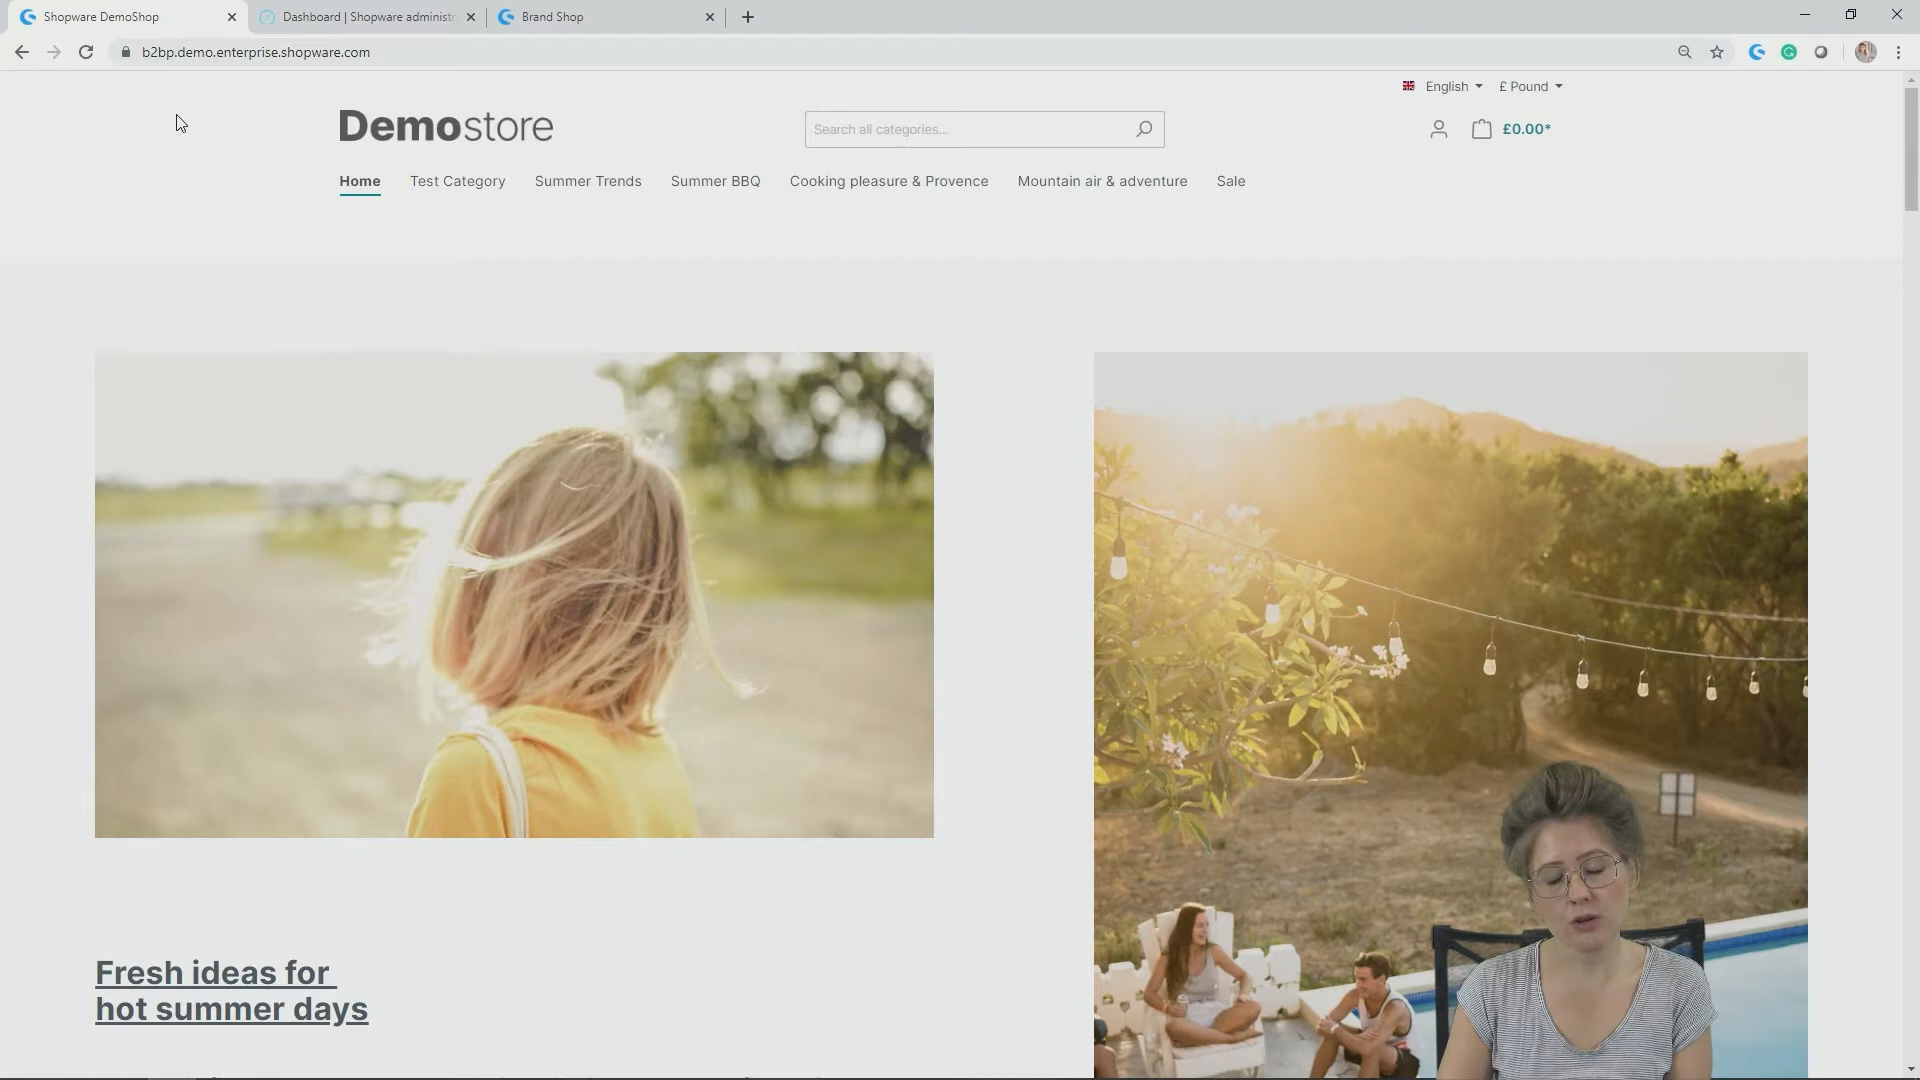 Shopware DemoShop
Dashboard | Shopware administr
Brand Shop
b2bp.demo.enterprise.shopware.com
English
£ Pound
Demostore
Search all categories...
£0.00*
Home
Test Category
Summer Trends
Summer BBQ
Cooking pleasure & Provence
Mountain air & adventure
Sale
Fresh ideas for
hot summer days